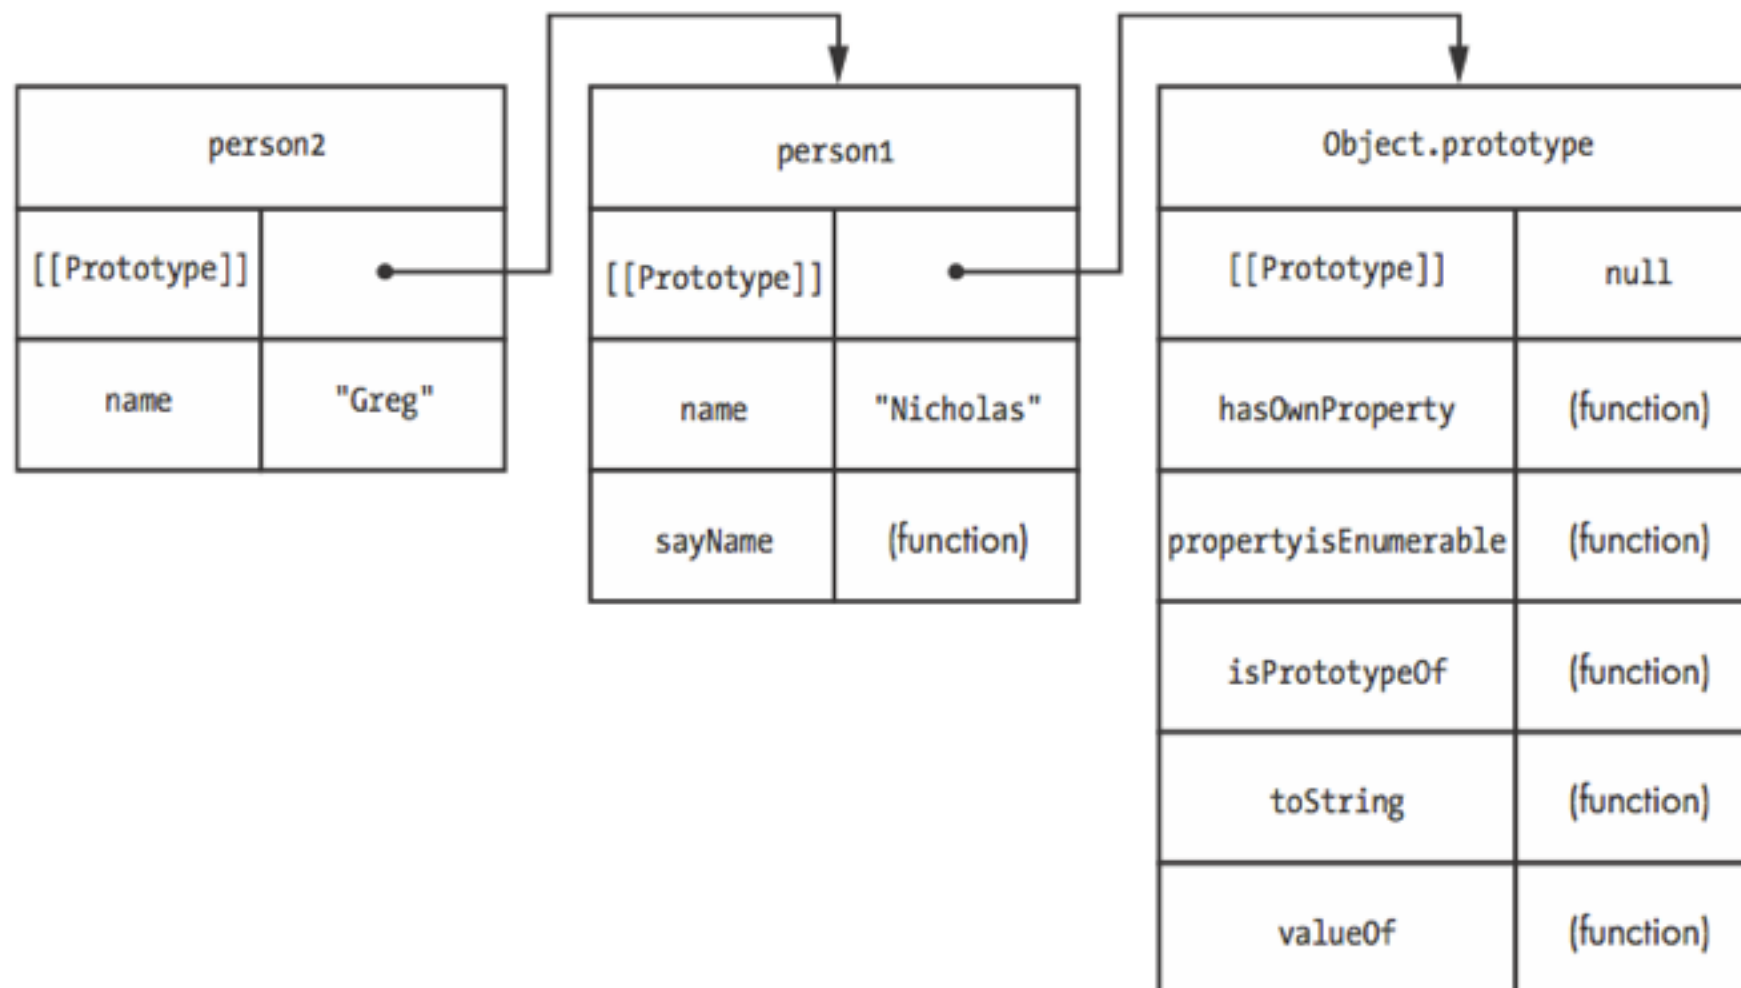 person2
[[Prototype]]
name "Greg"
person1
[[Prototype]]
name "Nicholas"
sayName (function)
Object.prototype
[[Prototype]] null
hasOwnProperty (function)
propertyisEnumerable (function)
isPrototypeOf (function)
toString (function)
valueOf (function)